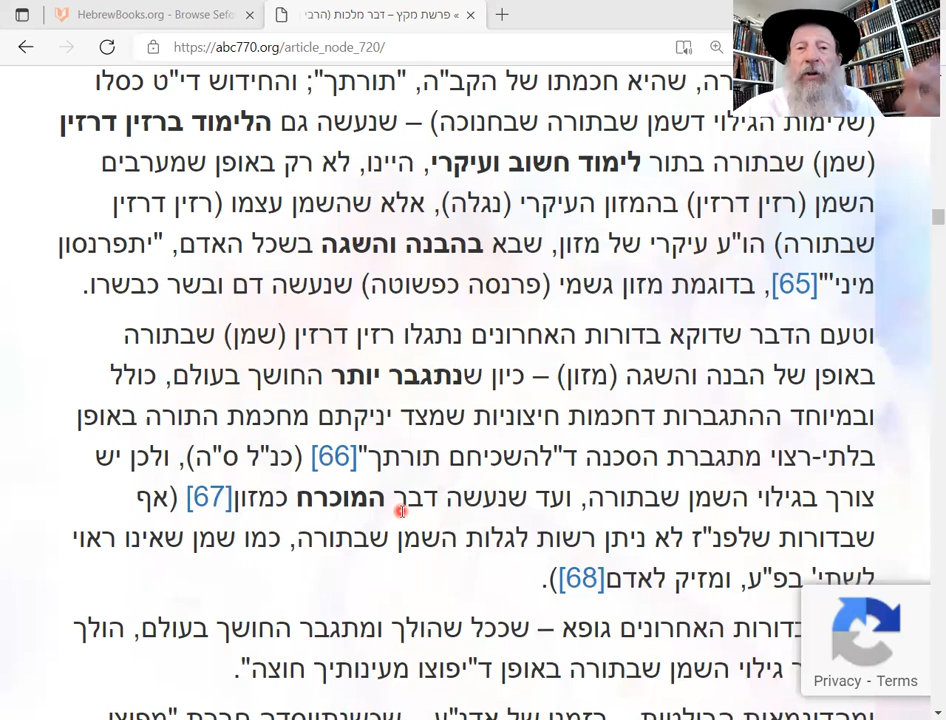 HebrewBooks.org - Browse Sefo
» פרשת מקץ – דבר מלכות (הרבי
https://abc770.org/article_node_720/
רה, שהיא חכמתו של הקב"ה, "תורתך"; והחידוש די"ט כסלו
(שלימות הגילוי דשמן שבתורה שבחנוכה) – שנעשה גם הלימוד ברזין דרזין
(שמן) שבתורה בתור לימוד חשוב ועיקרי, היינו, לא רק באופן שמערבים
השמן (רזין דרזין) בהמזון העיקרי (נגלה), אלא שהשמן עצמו (רזין דרזין
שבתורה) הו"ע עיקרי של מזון, שבא בהבנה והשגה בשכל האדם, "יתפרנסון
מיני'"[65], בדוגמת מזון גשמי (פרנסה כפשוטה) שנעשה דם ובשר כבשרו.
וטעם הדבר שדוקא בדורות האחרונים נתגלו רזין דרזין (שמן) שבתורה
באופן של הבנה והשגה (מזון) – כיון שנתגבר יותר החושך בעולם, כולל
ובמיוחד ההתגברות דחכמות חיצוניות שמצד יניקתם מחכמת התורה באופן
בלתי-רצוי מתגברת הסכנה ד"להשכיחם תורתך"[66] (כנ"ל ס"ה), ולכן יש
צורך בגילוי השמן שבתורה, ועד שנעשה דבר המוכרח כמזון[67] (אף
שבדורות שלפנ"ז לא ניתן רשות לגלות השמן שבתורה, כמו שמן שאינו ראוי
לשתי' בפ"ע, ומזיק לאדם[68]).
בדורות האחרונים גופא – שככל שהולך ומתגבר החושך בעולם, הולך
ר גילוי השמן שבתורה באופן ד"יפוצו מעינותיך חוצה".
Privacy - Terms